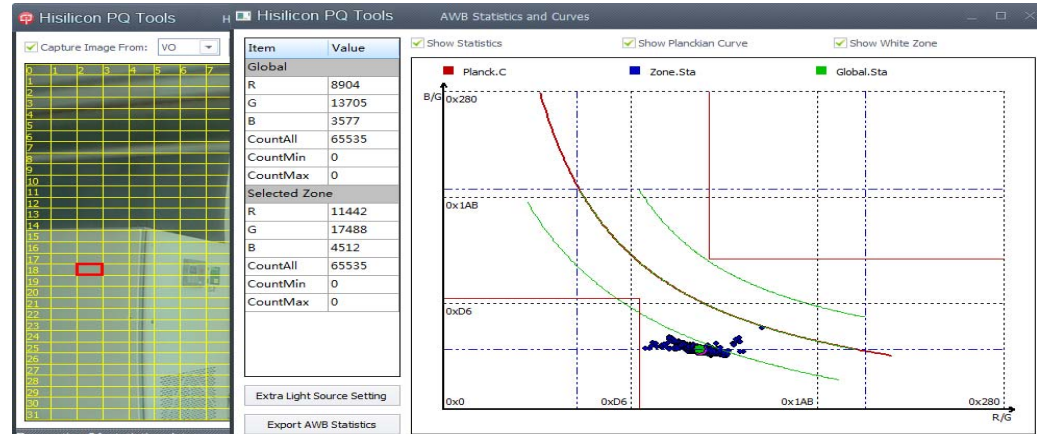 Hisilicon PQ Tools
H
Capture Image From: VO
0 1 2 3 4 5 6 7
1
2
3
4
5
6
7
8
9
10
11
12
13
14
15
16
17
18
19
20
21
22
23
24
25
26
27
28
29
30
31
Hisilicon PQ Tools
AWB Statistics and Curves
Item Value
Global
R 8904
G 13705
B 3577
CountAll 65535
CountMin 0
CountMax 0
Selected Zone
R 11442
G 17488
B 4512
CountAll 65535
CountMin 0
CountMax 0
Extra Light Source Setting
Export AWB Statistics
Show Statistics
Show Planckian Curve
Show White Zone
Planck.C
Zone.Sta
Global.Sta
B/G
0x280
0x1AB
0xD6
0x0
0xD6
0x1AB
0x280
R/G